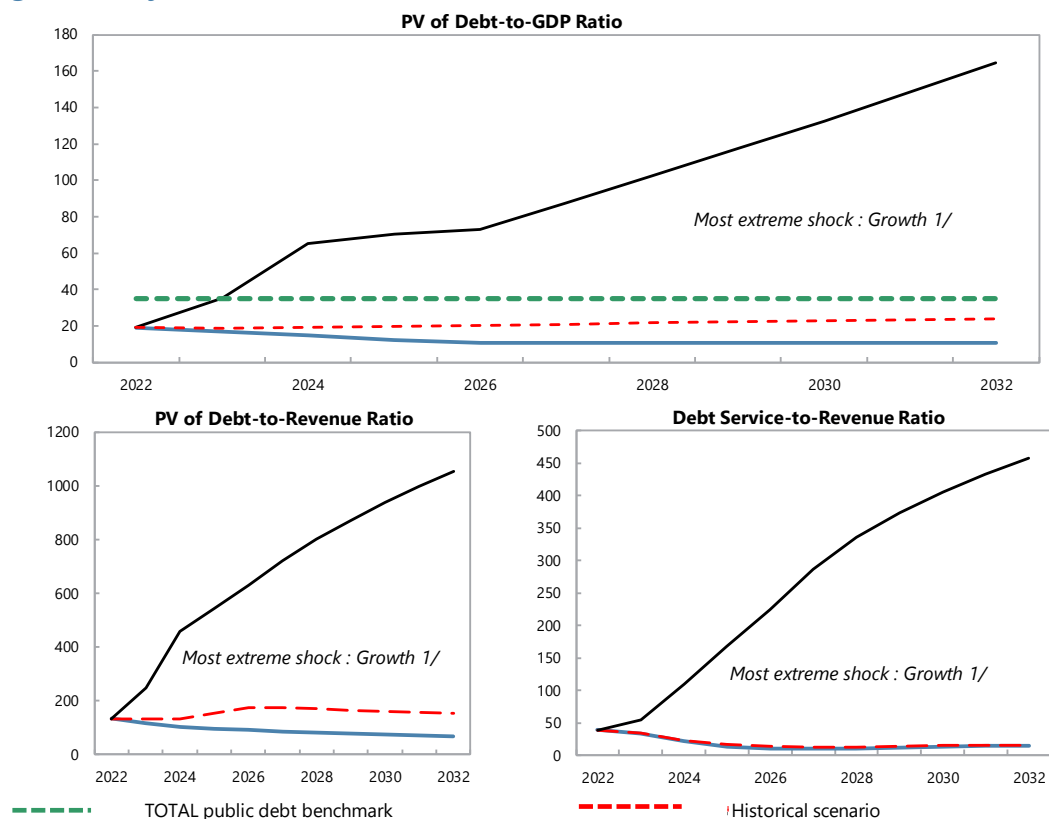 PV of Debt-to-GDP Ratio
180
160
140
120
100
80
60
40
20
0
Most extreme shock : Growth 1/
2022 2024 2026 2028 2030 2032
PV of Debt-to-Revenue Ratio
1200
1000
800
600
400
200
0
Most extreme shock : Growth 1/
2022 2024 2026 2028 2030 2032
Debt Service-to-Revenue Ratio
500
450
400
350
300
250
200
150
100
50
0
Most extreme shock : Growth 1/
2022 2024 2026 2028 2030 2032
TOTAL public debt benchmark
Historical scenario